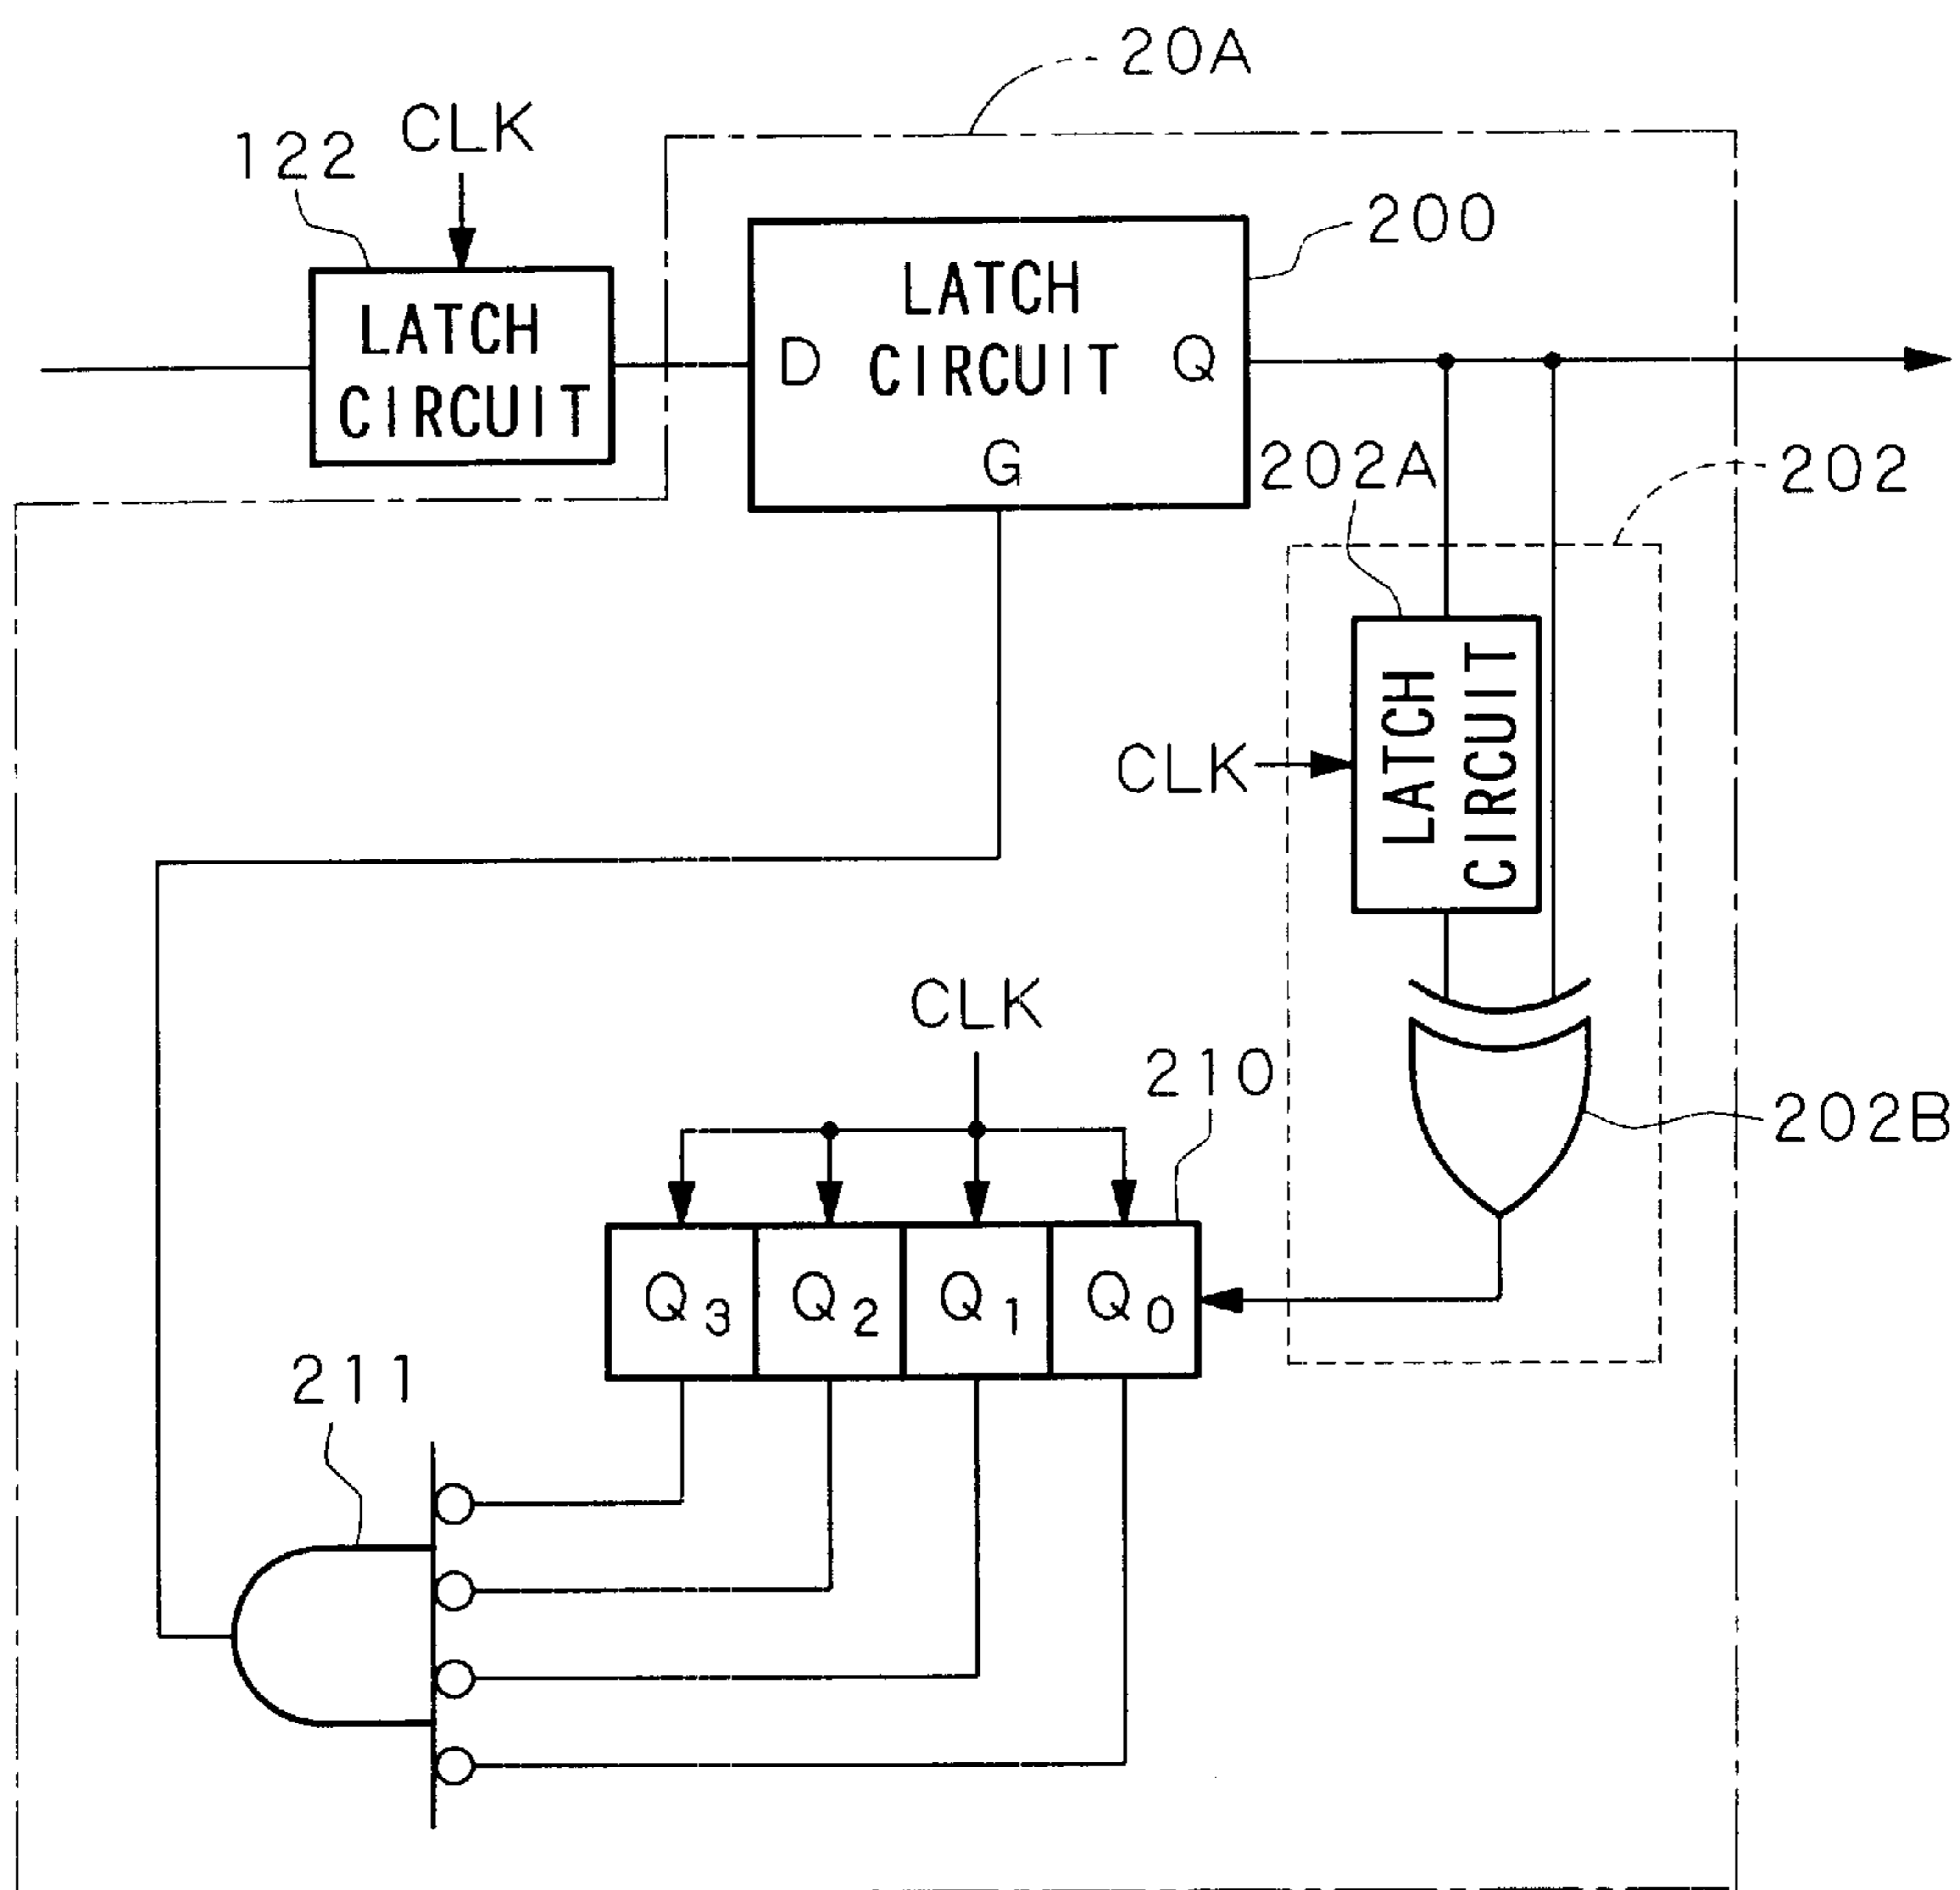 20A
CLK
122
200
LATCH
CIRCUIT
D
LATCH
CIRCUIT
Q
G
202A
202
CLK
LATCH
CIRCUIT
CLK
210
202B
Q3
Q2
Q1
Q0
211